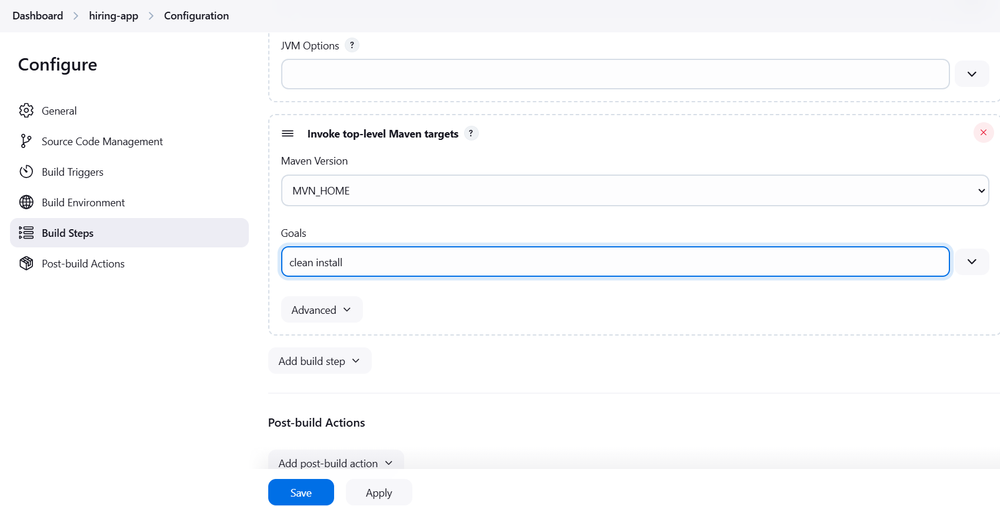 Dashboard > hiring-app > Configuration
Configure
General
Source Code Management
Build Triggers
Build Environment
Build Steps
Post-build Actions
JVM Options ?
Invoke top-level Maven targets ?
Maven Version
MVN_HOME
Goals
clean install
Advanced
Add build step
Post-build Actions
Add post-build action
Save Apply